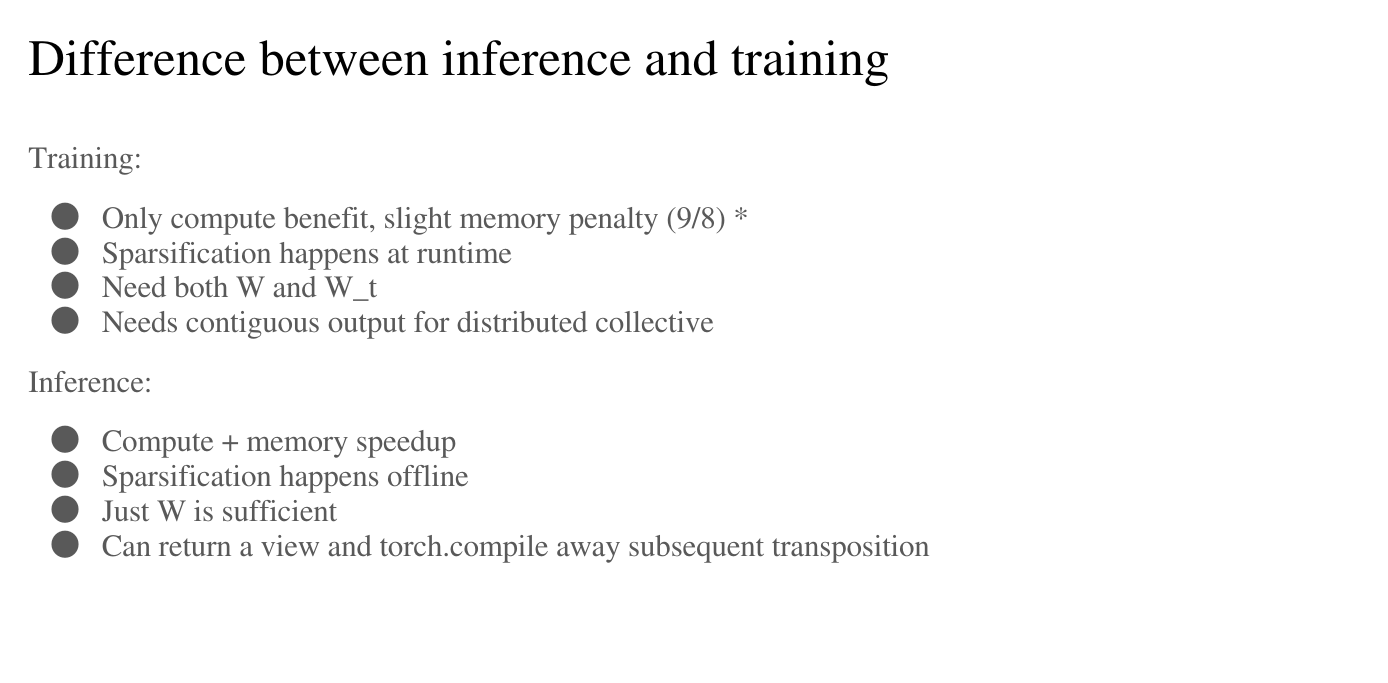 Difference between inference and training
Training:
● Only compute benefit, slight memory penalty (9/8) *
● Sparsification happens at runtime
● Need both W and W_t
● Needs contiguous output for distributed collective
Inference:
● Compute + memory speedup
● Sparsification happens offline
● Just W is sufficient
● Can return a view and torch.compile away subsequent transposition